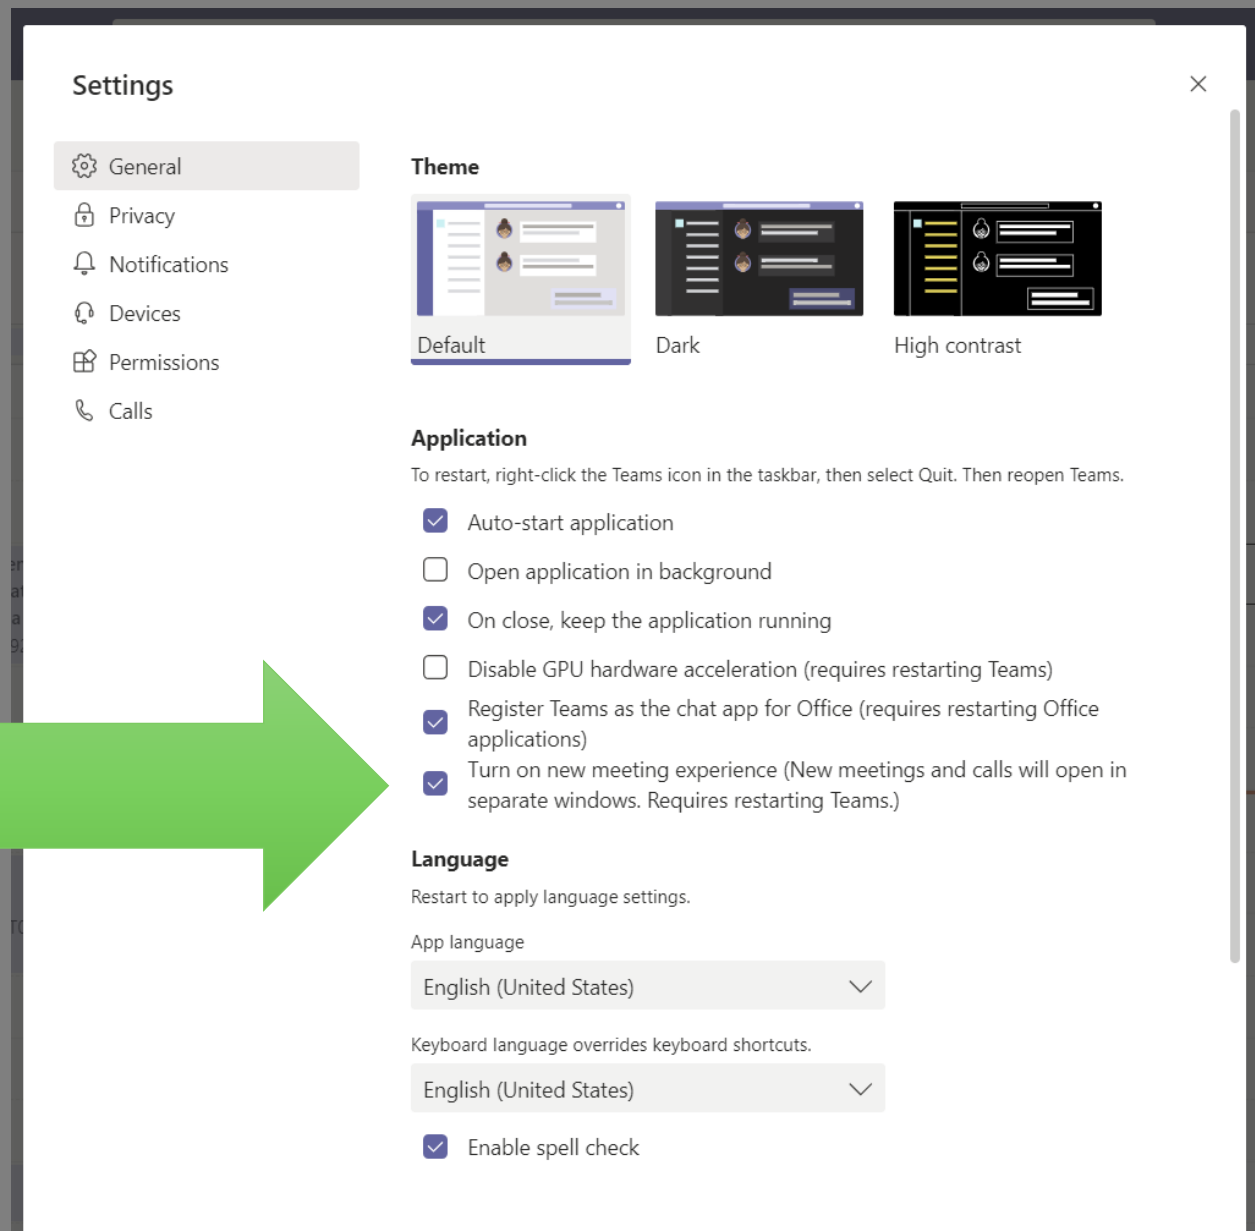 Settings
General
Privacy
Notifications
Devices
Permissions
Calls
Theme
Default
Dark
High contrast
Application
To restart, right-click the Teams icon in the taskbar, then select Quit. Then reopen Teams.
Auto-start application
Open application in background
On close, keep the application running
Disable GPU hardware acceleration (requires restarting Teams)
Register Teams as the chat app for Office (requires restarting Office
applications)
Turn on new meeting experience (New meetings and calls will open in
separate windows. Requires restarting Teams.)
Language
Restart to apply language settings.
App language
English (United States)
Keyboard language overrides keyboard shortcuts.
English (United States)
Enable spell check